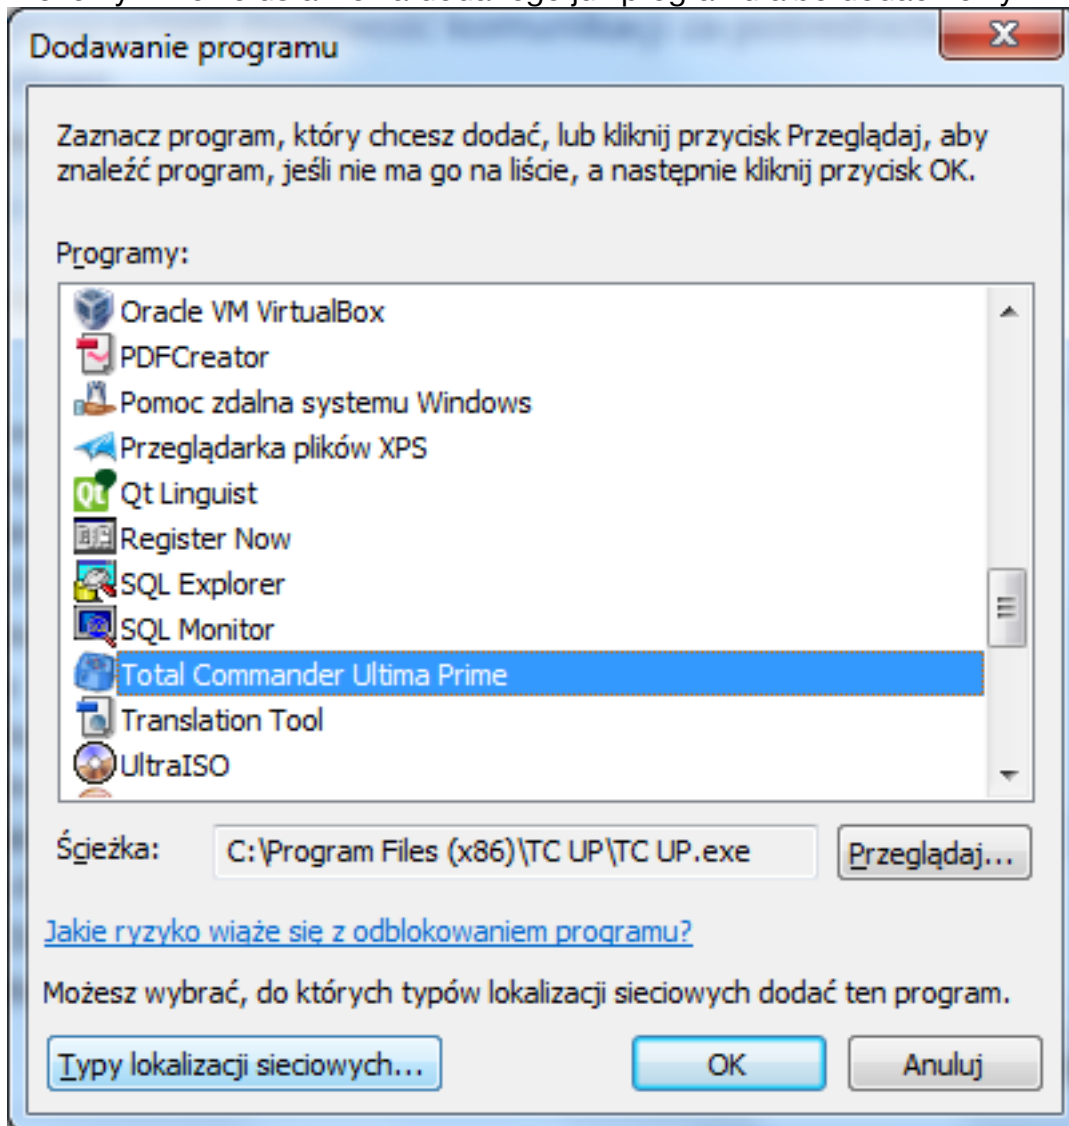 Dodawanie programu
Zaznacz program, który chcesz dodać, lub kliknij przycisk Przeglądaj, aby
znaleźć program, jeśli nie ma go na liście, a następnie kliknij przycisk OK.
Programy:
Oracle VM VirtualBox
PDFCreator
Pomoc zdalna systemu Windows
Przeglądarka plików XPS
Qt Linguist
Register Now
SQL Explorer
SQL Monitor
Total Commander Ultima Prime
Translation Tool
UltraISO
Ścieżka: C:\Program Files (x86)\TC UP\TC UP.exe Przeglądaj...
Jakie ryzyko wiąże się z odblokowaniem programu?
Możesz wybrać, do których typów lokalizacji sieciowych dodać ten program.
Typy lokalizacji sieciowych... OK Anuluj